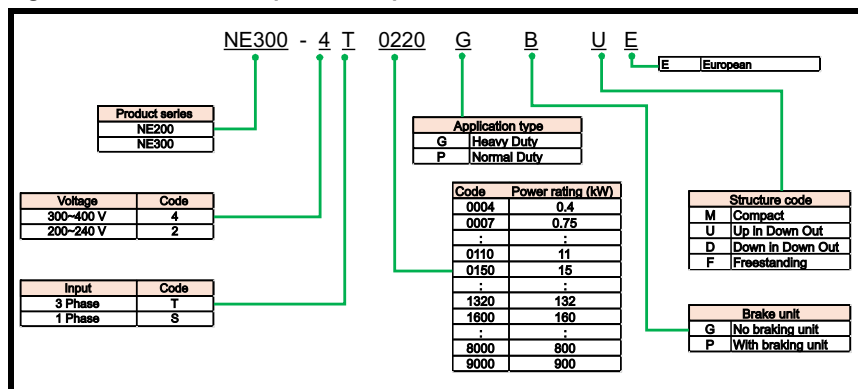 NE300 - 4 T 0220 G B U E
E European
Product series
NE200
NE300
Application type
G Heavy Duty
P Normal Duty
Voltage Code
300~400 V 4
200~240 V 2
Code Power rating (kW)
0004 0.4
0007 0.75
: :
0110 11
0150 15
: :
1320 132
1600 160
: :
8000 800
9000 900
Structure code
M Compact
U Up in Down Out
D Down in Down Out
F Freestanding
Input Code
3 Phase T
1 Phase S
Brake unit
G No braking unit
P With braking unit